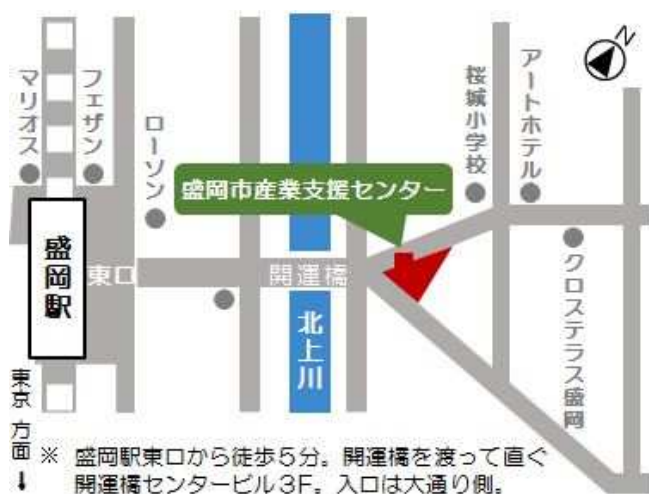 N
マリオス
フェザン
ローソン
桜城小学校
アートホテル
盛岡市産業支援センター
盛岡駅
東口
開運橋
北上川
クロステラス盛岡
東京方面
↓
※ 盛岡駅東口から徒歩５分。開運橋を渡って直ぐ
開運橋センタービル３F。入口は大通り側。